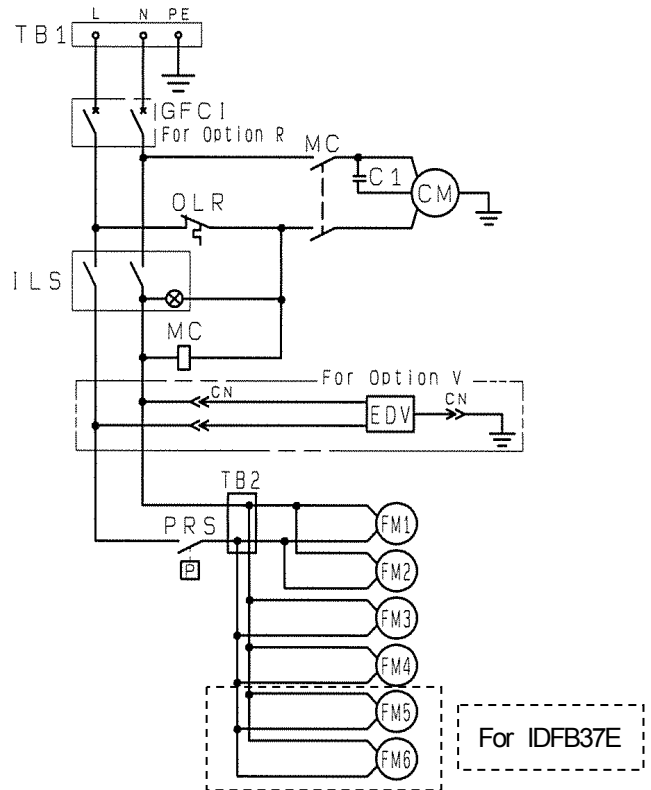 L N PE
TB1
GFCI
For Option R
MC
C1
CM
OLR
ILS
MC
For Option V
CN
CN
EDV
TB2
PRS
FM1
P
FM2
FM3
FM4
FM5
For IDFB37E
FM6